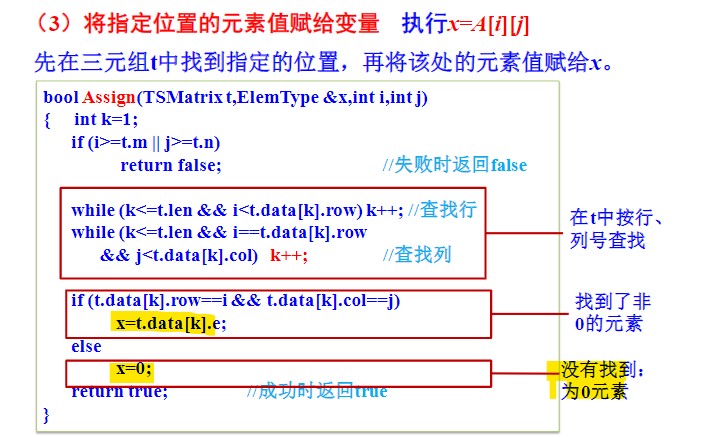 （3）将指定位置的元素值赋给变量 执行x=A[i][j]
先在三元组t中找到指定的位置，再将该处的元素值赋给x。
bool Assign(TSMatrix t,ElemType &x,int i,int j)
{ int k=1;
if (i>=t.m || j>=t.n)
return false; //失败时返回false
while (k<=t.len && i<t.data[k].row) k++; //查找行
while (k<=t.len && i==t.data[k].row
&& j<t.data[k].col) k++; //查找列
在t中按行、
列号查找
if (t.data[k].row==i && t.data[k].col==j)
x=t.data[k].e;
找到了非
0的元素
else
x=0;
没有找到：
为0元素
return true; //成功时返回true
}